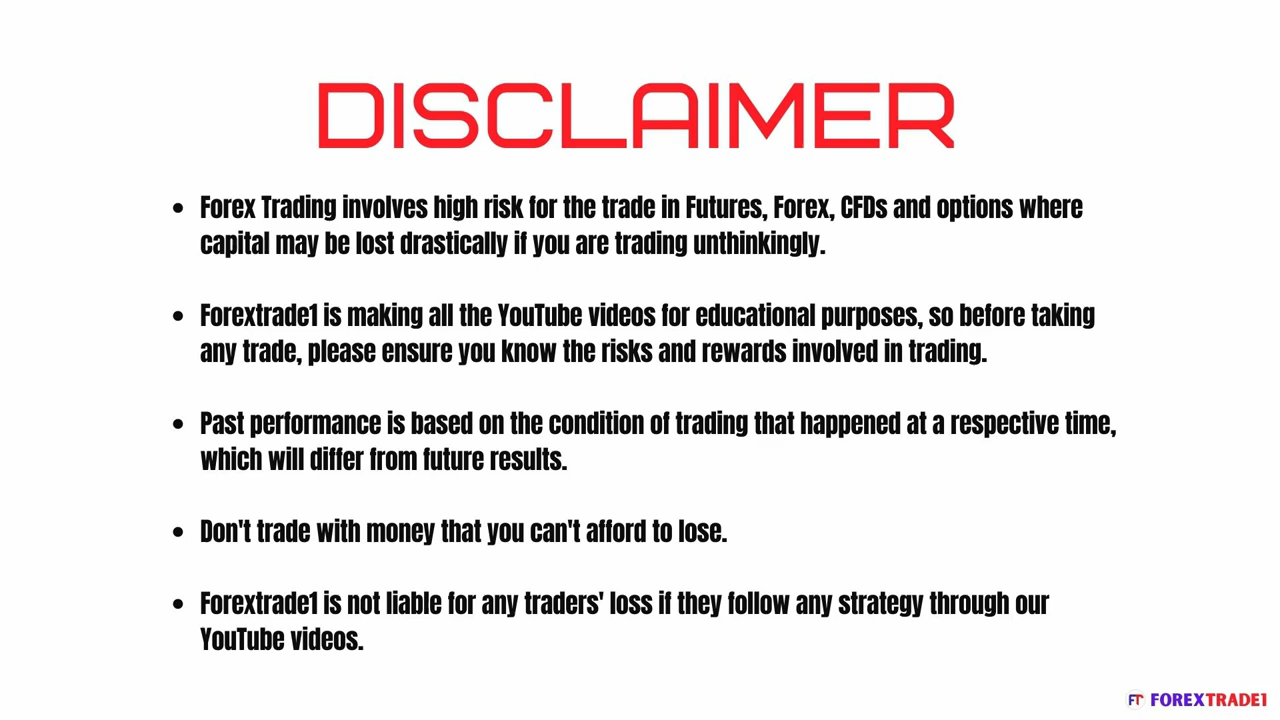 DISCLAIMER
• Forex Trading involves high risk for the trade in Futures, Forex, CFDs and options where
capital may be lost drastically if you are trading unthinkingly.
• Forextrade1 is making all the YouTube videos for educational purposes, so before taking
any trade, please ensure you know the risks and rewards involved in trading.
• Past performance is based on the condition of trading that happened at a respective time,
which will differ from future results.
• Don't trade with money that you can't afford to lose.
• Forextrade1 is not liable for any traders' loss if they follow any strategy through our
YouTube videos.
FT FOREXTRADE1